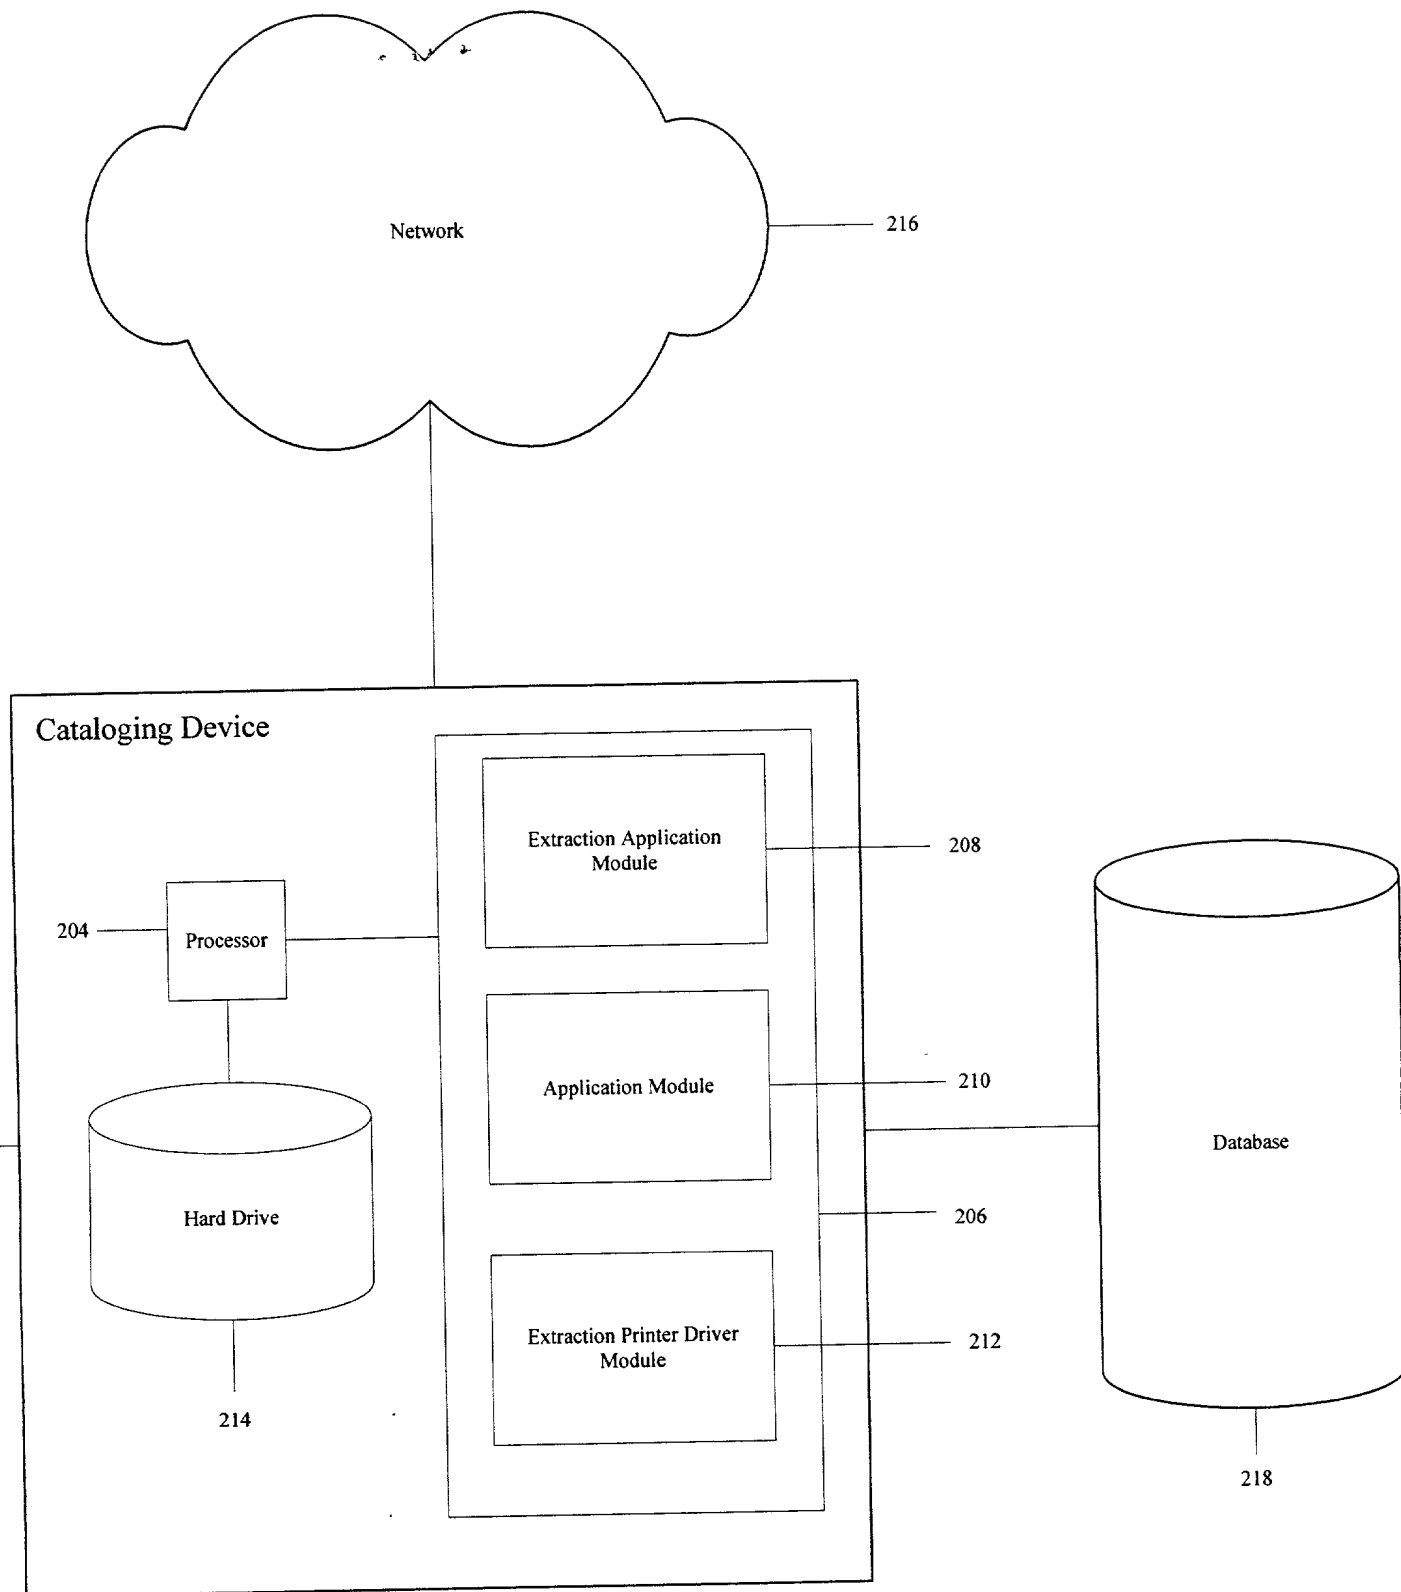 Network
216
Cataloging Device
Extraction Application
Module
208
204
Processor
Application Module
210
Database
Hard Drive
206
Extraction Printer Driver
Module
212
214
218